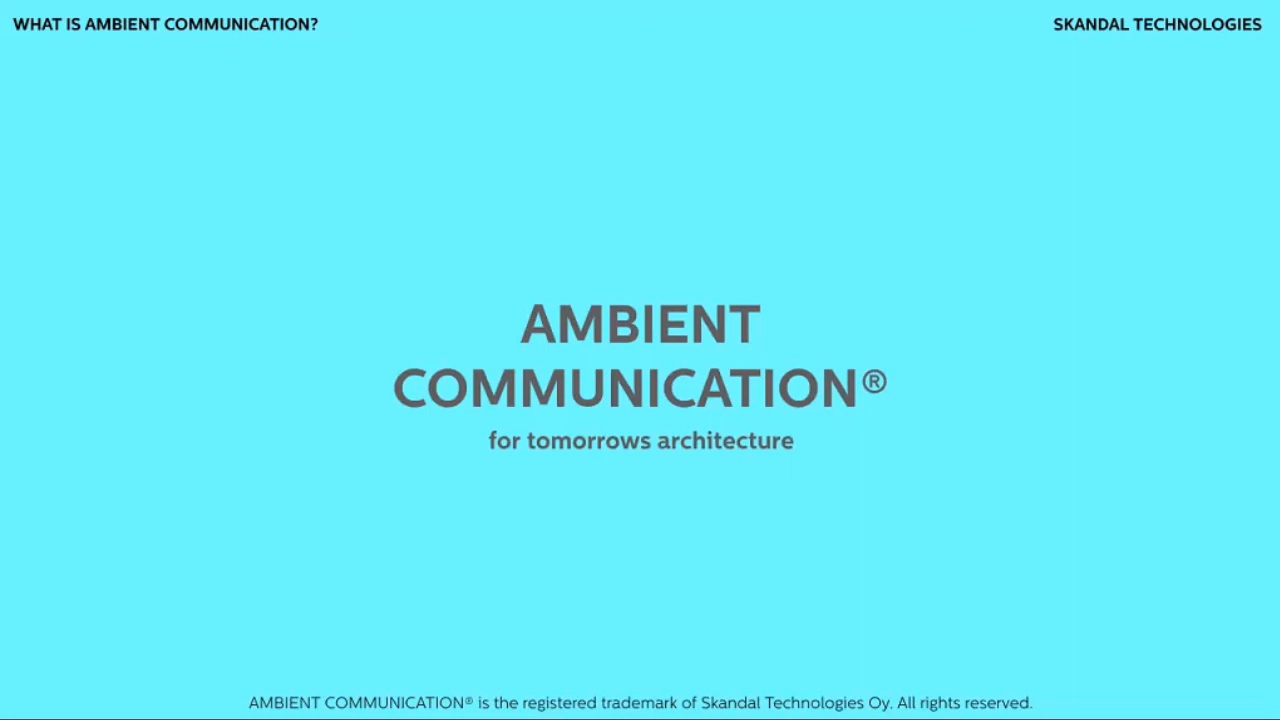 WHAT IS AMBIENT COMMUNICATION?
SKANDAL TECHNOLOGIES
AMBIENT
COMMUNICATION®
for tomorrows architecture
AMBIENT COMMUNICATION® is the registered trademark of Skandal Technologies Oy. All rights reserved.